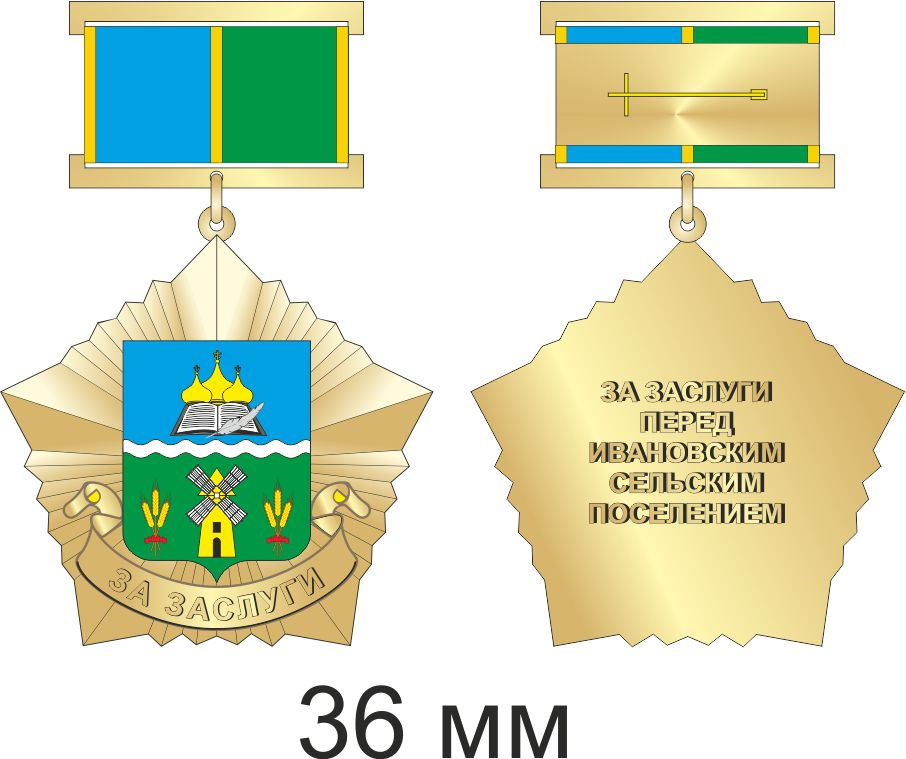 ЗА ЗАСЛУГИ
ЗА ЗАСЛУГИ
ПЕРЕД
ИВАНОВСКИМ
СЕЛЬСКИМ
ПОСЕЛЕНИЕМ
36 мм